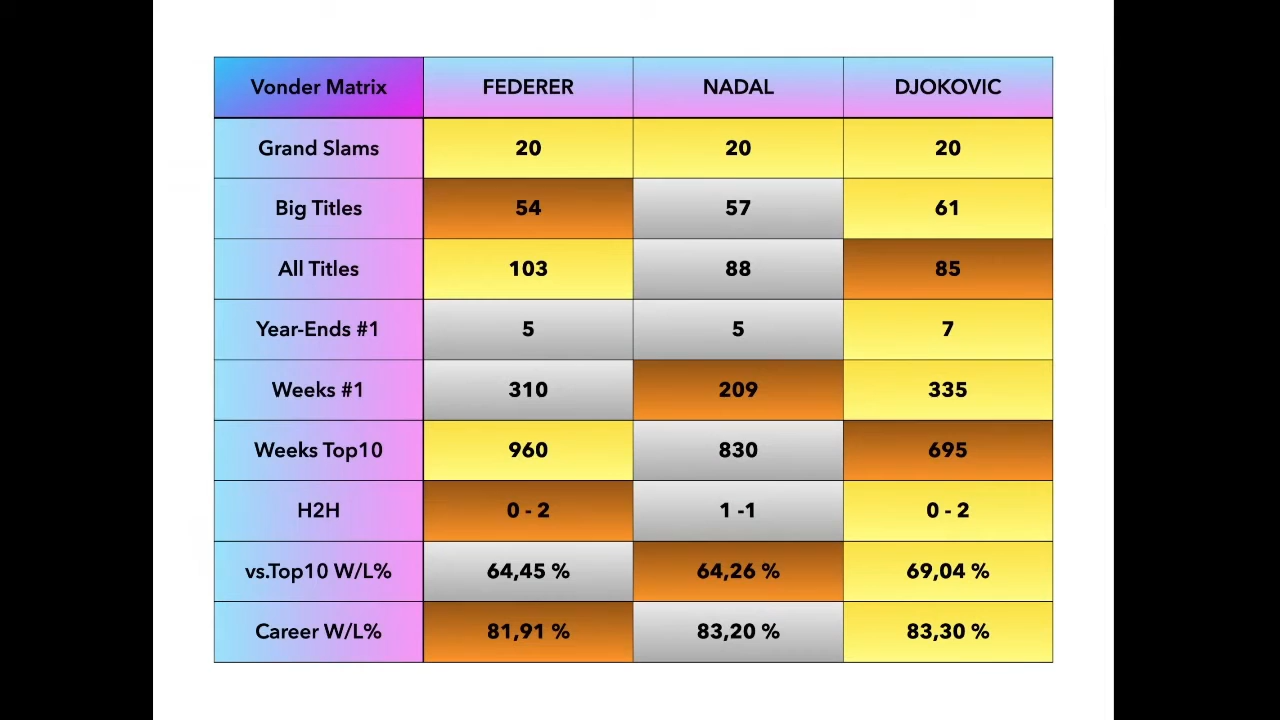 Vonder Matrix FEDERER NADAL DJOKOVIC
Grand Slams 20 20 20
Big Titles 54 57 61
All Titles 103 88 85
Year-Ends #1 5 5 7
Weeks #1 310 209 335
Weeks Top10 960 830 695
H2H 0 - 2 1 -1 0 - 2
vs.Top10 W/L% 64,45 % 64,26 % 69,04 %
Career W/L% 81,91 % 83,20 % 83,30 %